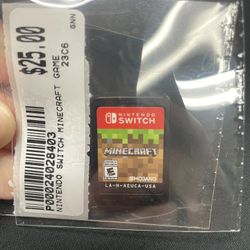 $25.00
GNN
23C6
NINTENDO SWITCH MINECRAFT GAME
P00024028403
NINTENDO
SWITCH
MINECRAFT
MOJANG
LA-H-AEUCA-USA